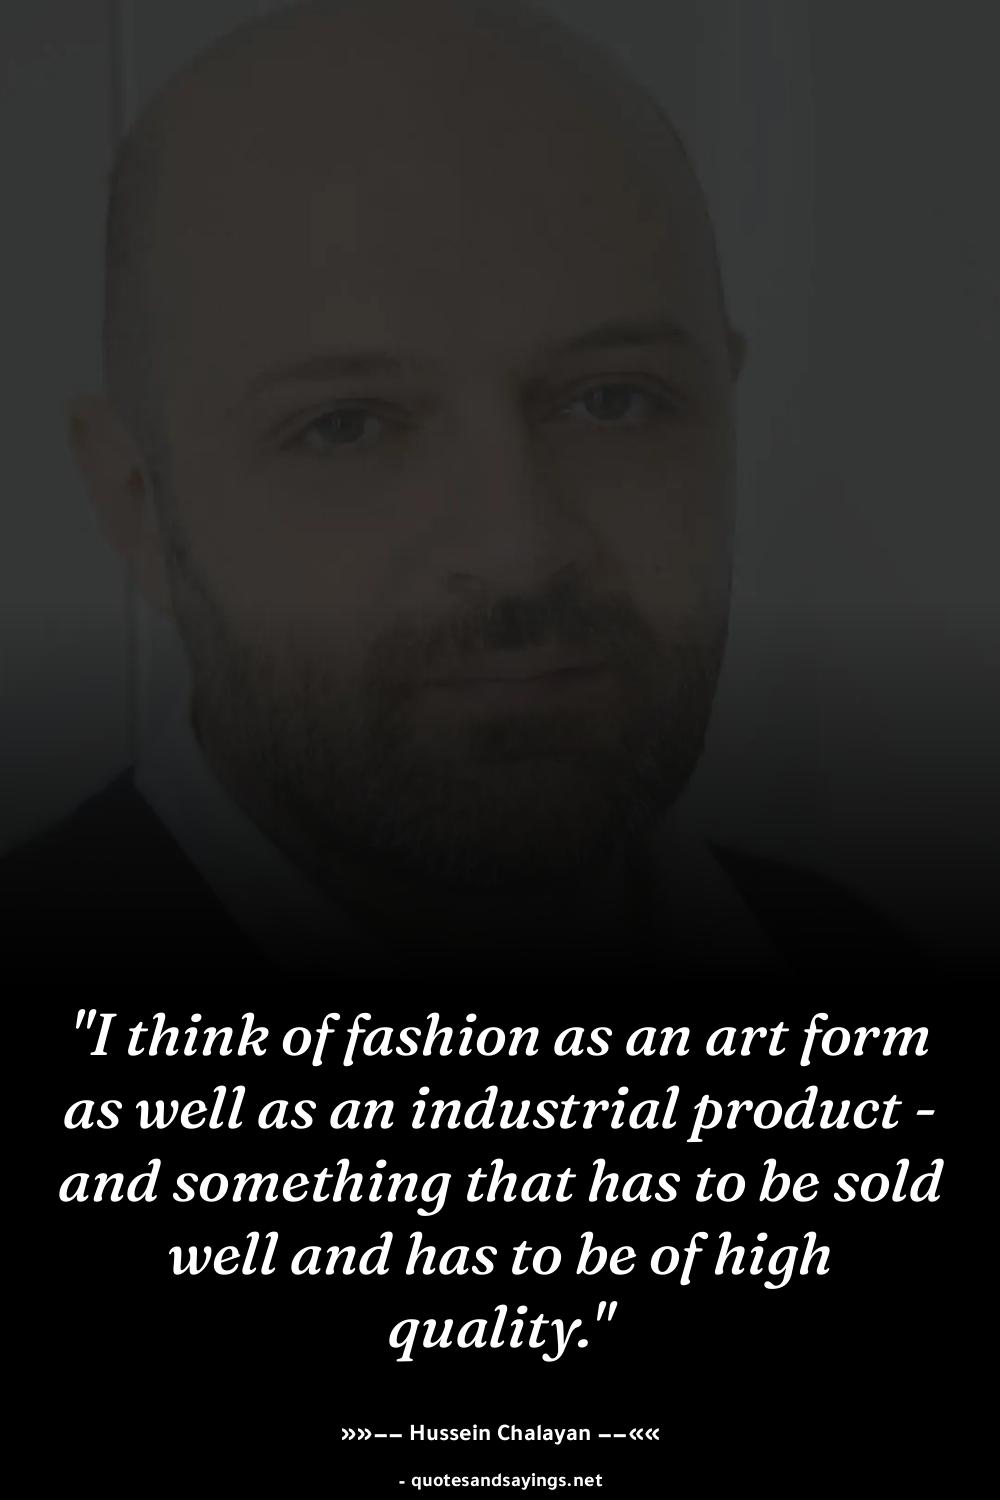 "I think of fashion as an art form
as well as an industrial product -
and something that has to be sold
well and has to be of high
quality."
»»−− Hussein Chalayan −−««
- quotesandsayings.net